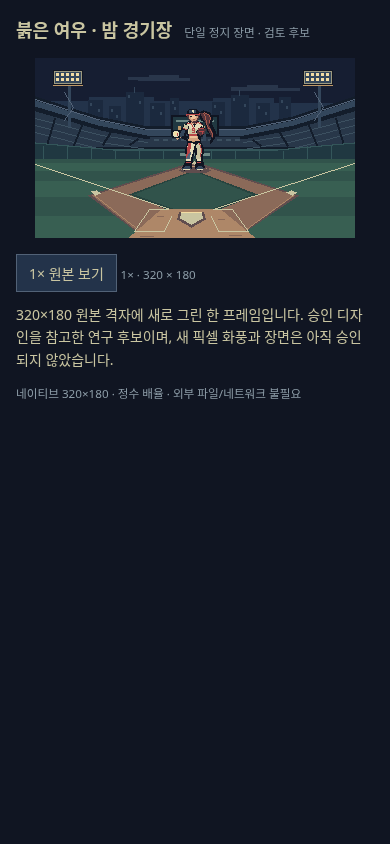 붉은 여우 · 밤 경기장 단일 정지 장면 · 검토 후보
1× 원본 보기 1× · 320 × 180
320×180 원본 격자에 새로 그린 한 프레임입니다. 승인 디자
인을 참고한 연구 후보이며, 새 픽셀 화풍과 장면은 아직 승인
되지 않았습니다.
네이티브 320×180 · 정수 배율 · 외부 파일/네트워크 불필요